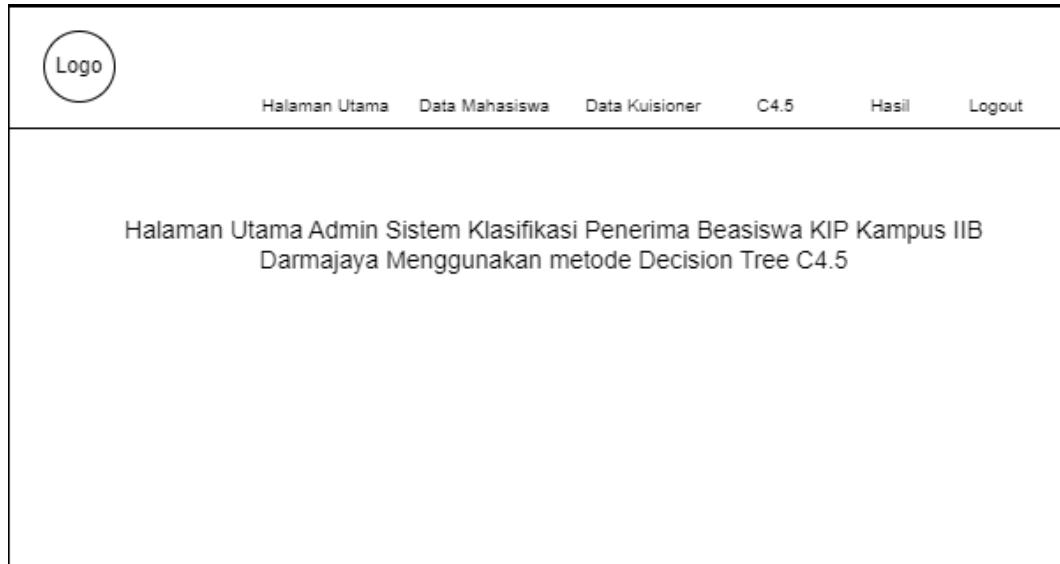 Logo
Halaman Utama Data Mahasiswa Data Kuisioner C4.5 Hasil Logout
Halaman Utama Admin Sistem Klasifikasi Penerima Beasiswa KIP Kampus IIB
Darmajaya Menggunakan metode Decision Tree C4.5